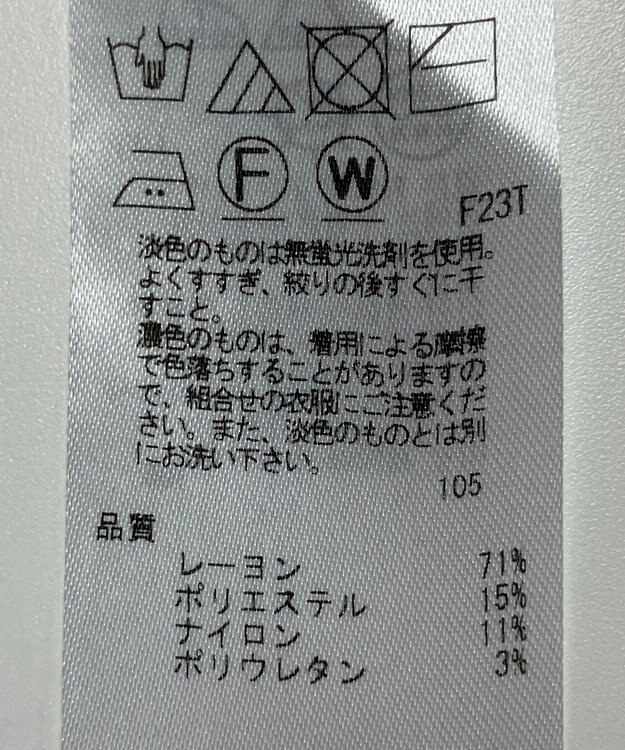 F W
F23T
淡色のものは無蛍光洗剤を使用。
よくすすぎ、絞りの後すぐに干
すこと。
濃色のものは、着用による摩擦
で色落ちすることがありますの
で、組合せの衣服にご注意くだ
さい。また、淡色のものとは別
にお洗い下さい。
105
品質
レーヨン 71%
ポリエステル 15%
ナイロン 11%
ポリウレタン 3%